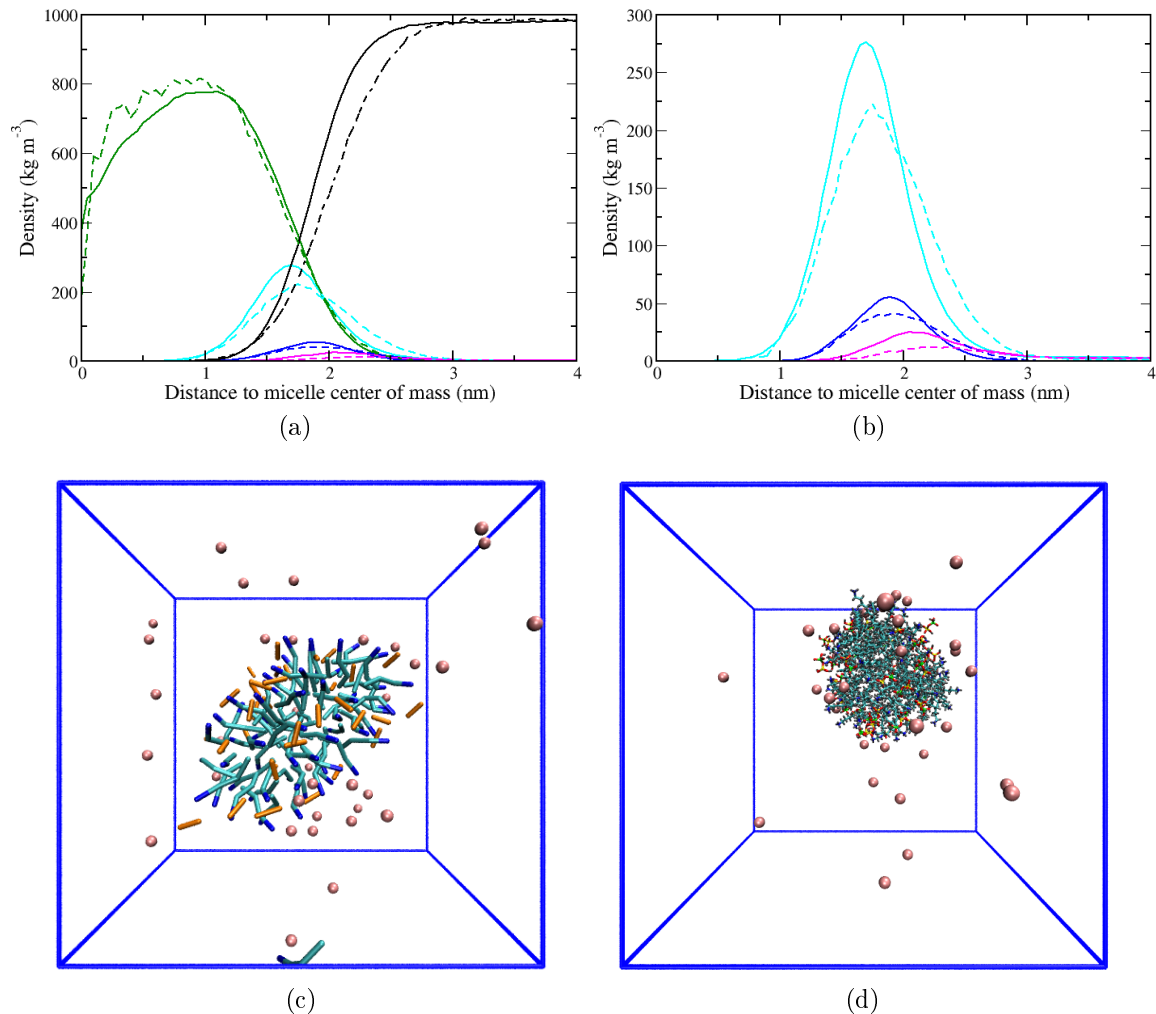 1000
800
600
400
200
0
Density (kg m-3)
0 1 2 3 4
Distance to micelle center of mass (nm)
(a)
300
250
200
150
100
50
0
Density (kg m-3)
0 1 2 3 4
Distance to micelle center of mass (nm)
(b)
(c)
(d)